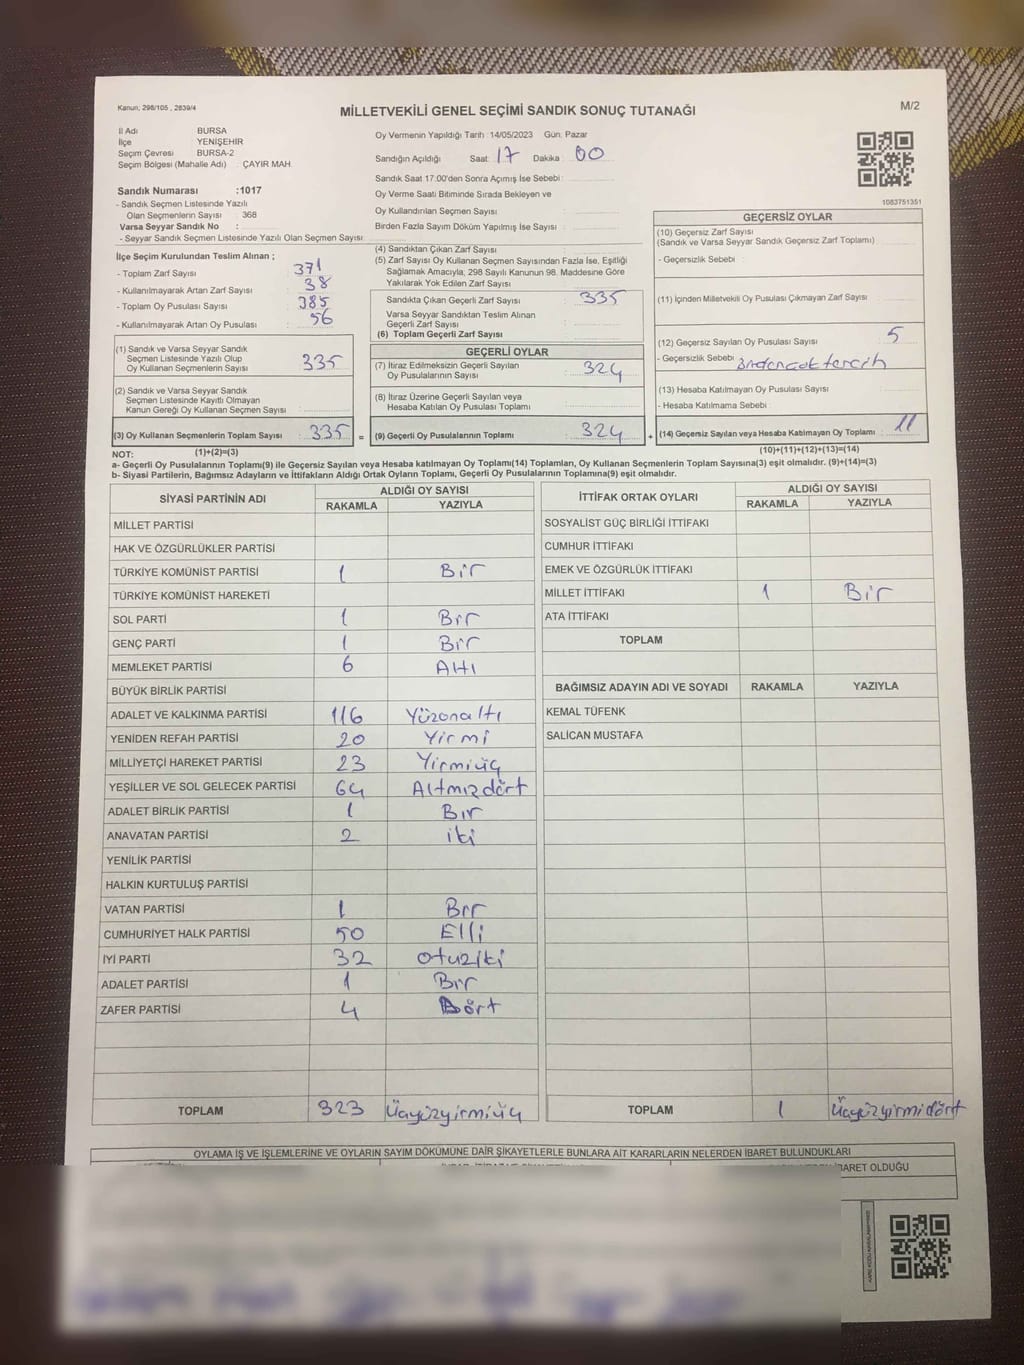 Kanun; 298/105 , 2839/4
MİLLETVEKİLİ GENEL SEÇİMİ SANDIK SONUÇ TUTANAĞI
M/2
İl Adı BURSA
İlçe YENİŞEHİR
Seçim Çevresi BURSA-2
Seçim Bölgesi (Mahalle Adı) : ÇAYIR MAH.
Sandık Numarası :1017
- Sandık Seçmen Listesinde Yazılı
Olan Seçmenlerin Sayısı : 368
Varsa Seyyar Sandık No :
- Seyyar Sandık Seçmen Listesinde Yazılı Olan Seçmen Sayısı:
İlçe Seçim Kurulundan Teslim Alınan ;
- Toplam Zarf Sayısı : 371
- Kullanılmayarak Artan Zarf Sayısı : 38
- Toplam Oy Pusulası Sayısı : 385
- Kullanılmayarak Artan Oy Pusulası : 56
(1) Sandık ve Varsa Seyyar Sandık
Seçmen Listesinde Yazılı Olup
Oy Kullanan Seçmenlerin Sayısı : 335
(2) Sandık ve Varsa Seyyar Sandık
Seçmen Listesinde Kayıtlı Olmayan
Kanun Gereği Oy Kullanan Seçmen Sayısı :
(3) Oy Kullanan Seçmenlerin Toplam Sayısı : 335 =
Oy Vermenin Yapıldığı Tarih :14/05/2023 Gün: Pazar
Sandığın Açıldığı Saat: 17 Dakika : 00
Sandık Saat 17.00'den Sonra Açımış İse Sebebi:
Oy Verme Saati Bitiminde Sırada Bekleyen ve
Oy Kullandırılan Seçmen Sayısı :
Birden Fazla Sayım Döküm Yapılmış İse Sayısı :
(4) Sandıktan Çıkan Zarf Sayısı :
(5) Zarf Sayısı Oy Kullanan Seçmen Sayısından Fazla İse, Eşitliği
Sağlamak Amacıyla, 298 Sayılı Kanunun 98. Maddesine Göre
Yakılarak Yok Edilen Zarf Sayısı :
Sandıkta Çıkan Geçerli Zarf Sayısı : 335
Varsa Seyyar Sandıktan Teslim Alınan
Geçerli Zarf Sayısı :
(6) Toplam Geçerli Zarf Sayısı :
GEÇERLİ OYLAR
(7) İtiraz Edilmeksizin Geçerli Sayılan
Oy Pusulalarının Sayısı : 324
(8) İtiraz Üzerine Geçerli Sayılan veya
Hesaba Katılan Oy Pusulası Toplamı :
(9) Geçerli Oy Pusulalarının Toplamı : 324 +
1083751351
GEÇERSİZ OYLAR
(10) Geçersiz Zarf Sayısı
(Sandık ve Varsa Seyyar Sandık Geçersiz Zarf Toplamı) :
- Geçersizlik Sebebi :
(11) İçinden Milletvekili Oy Pusulası Çıkmayan Zarf Sayısı :
(12) Geçersiz Sayılan Oy Pusulası Sayısı : 5
- Geçersizlik Sebebi :
(13) Hesaba Katılmayan Oy Pusulası Sayısı :
- Hesaba Katılmama Sebebi :
(14) Geçersiz Sayılan veya Hesaba Katılmayan Oy Toplamı : 11
NOT: (1)+(2)=(3) (10)+(11)+(12)+(13)=(14)
a- Geçerli Oy Pusulalarının Toplamı(9) ile Geçersiz Sayılan veya Hesaba katılmayan Oy Toplamı(14) Toplamları, Oy Kullanan Seçmenlerin Toplam Sayısına(3) eşit olmalıdır. (9)+(14)=(3)
b- Siyasi Partilerin, Bağımsız Adayların ve İttifakların Aldığı Ortak Oyların Toplamı, Geçerli Oy Pusulalarının Toplamına(9) eşit olmalıdır.
SİYASİ PARTİNİN ADI ALDIĞI OY SAYISI
RAKAMLA YAZIYLA
MİLLET PARTİSİ
HAK VE ÖZGÜRLÜKLER PARTİSİ
TÜRKİYE KOMÜNİST PARTİSİ 1 Bir
TÜRKİYE KOMÜNİST HAREKETİ
SOL PARTİ 1 Bir
GENÇ PARTİ 1 Bir
MEMLEKET PARTİSİ 6 Altı
BÜYÜK BİRLİK PARTİSİ
ADALET VE KALKINMA PARTİSİ 116 Yüzonaltı
YENİDEN REFAH PARTİSİ 20 Yirmi
MİLLİYETÇİ HAREKET PARTİSİ 23 Yirmiüç
YEŞİLLER VE SOL GELECEK PARTİSİ 64 Altmızdört
ADALET BİRLİK PARTİSİ 1 Bir
ANAVATAN PARTİSİ 2 iki
YENİLİK PARTİSİ
HALKIN KURTULUŞ PARTİSİ
VATAN PARTİSİ 1 Bir
CUMHURİYET HALK PARTİSİ 50 Elli
İYİ PARTİ 32 otuziki
ADALET PARTİSİ 1 Bir
ZAFER PARTİSİ 4 Dört
TOPLAM 323 Üçyüzyirmiüç
İTTİFAK ORTAK OYLARI ALDIĞI OY SAYISI
RAKAMLA YAZIYLA
SOSYALİST GÜÇ BİRLİĞİ İTTİFAKI
CUMHUR İTTİFAKI
EMEK VE ÖZGÜRLÜK İTTİFAKI
MİLLET İTTİFAKI 1 Bir
ATA İTTİFAKI
TOPLAM
BAĞIMSIZ ADAYIN ADI VE SOYADI RAKAMLA YAZIYLA
KEMAL TÜFENK
SALİCAN MUSTAFA
TOPLAM 1 Üçyüzyirmidört
OYLAMA İŞ VE İŞLEMLERİNE VE OYLARIN SAYIM DÖKÜMÜNE DAİR ŞİKAYETLERLE BUNLARA AİT KARARLARIN NELERDEN İBARET BULUNDUKLARI
İBARET OLDUĞU